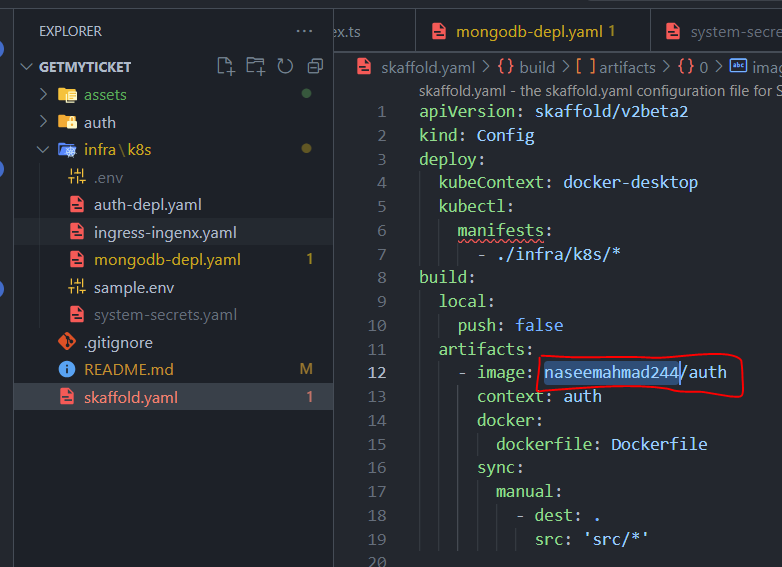 EXPLORER
GETMYTICKET
assets
auth
infra\k8s
.env
auth-depl.yaml
ingress-ingenx.yaml
mongodb-depl.yaml 1
sample.env
system-secrets.yaml
.gitignore
README.md M
skaffold.yaml 1
ex.ts mongodb-depl.yaml 1 system-secre
skaffold.yaml > {} build > [ ] artifacts > {} 0 > abc imag
skaffold.yaml - the skaffold.yaml configuration file for S
1 apiVersion: skaffold/v2beta2
2 kind: Config
3 deploy:
4 kubeContext: docker-desktop
5 kubectl:
6 manifests:
7 - ./infra/k8s/*
8 build:
9 local:
10 push: false
11 artifacts:
12 - image: naseemahmad244/auth
13 context: auth
14 docker:
15 dockerfile: Dockerfile
16 sync:
17 manual:
18 - dest: .
19 src: 'src/*'
20